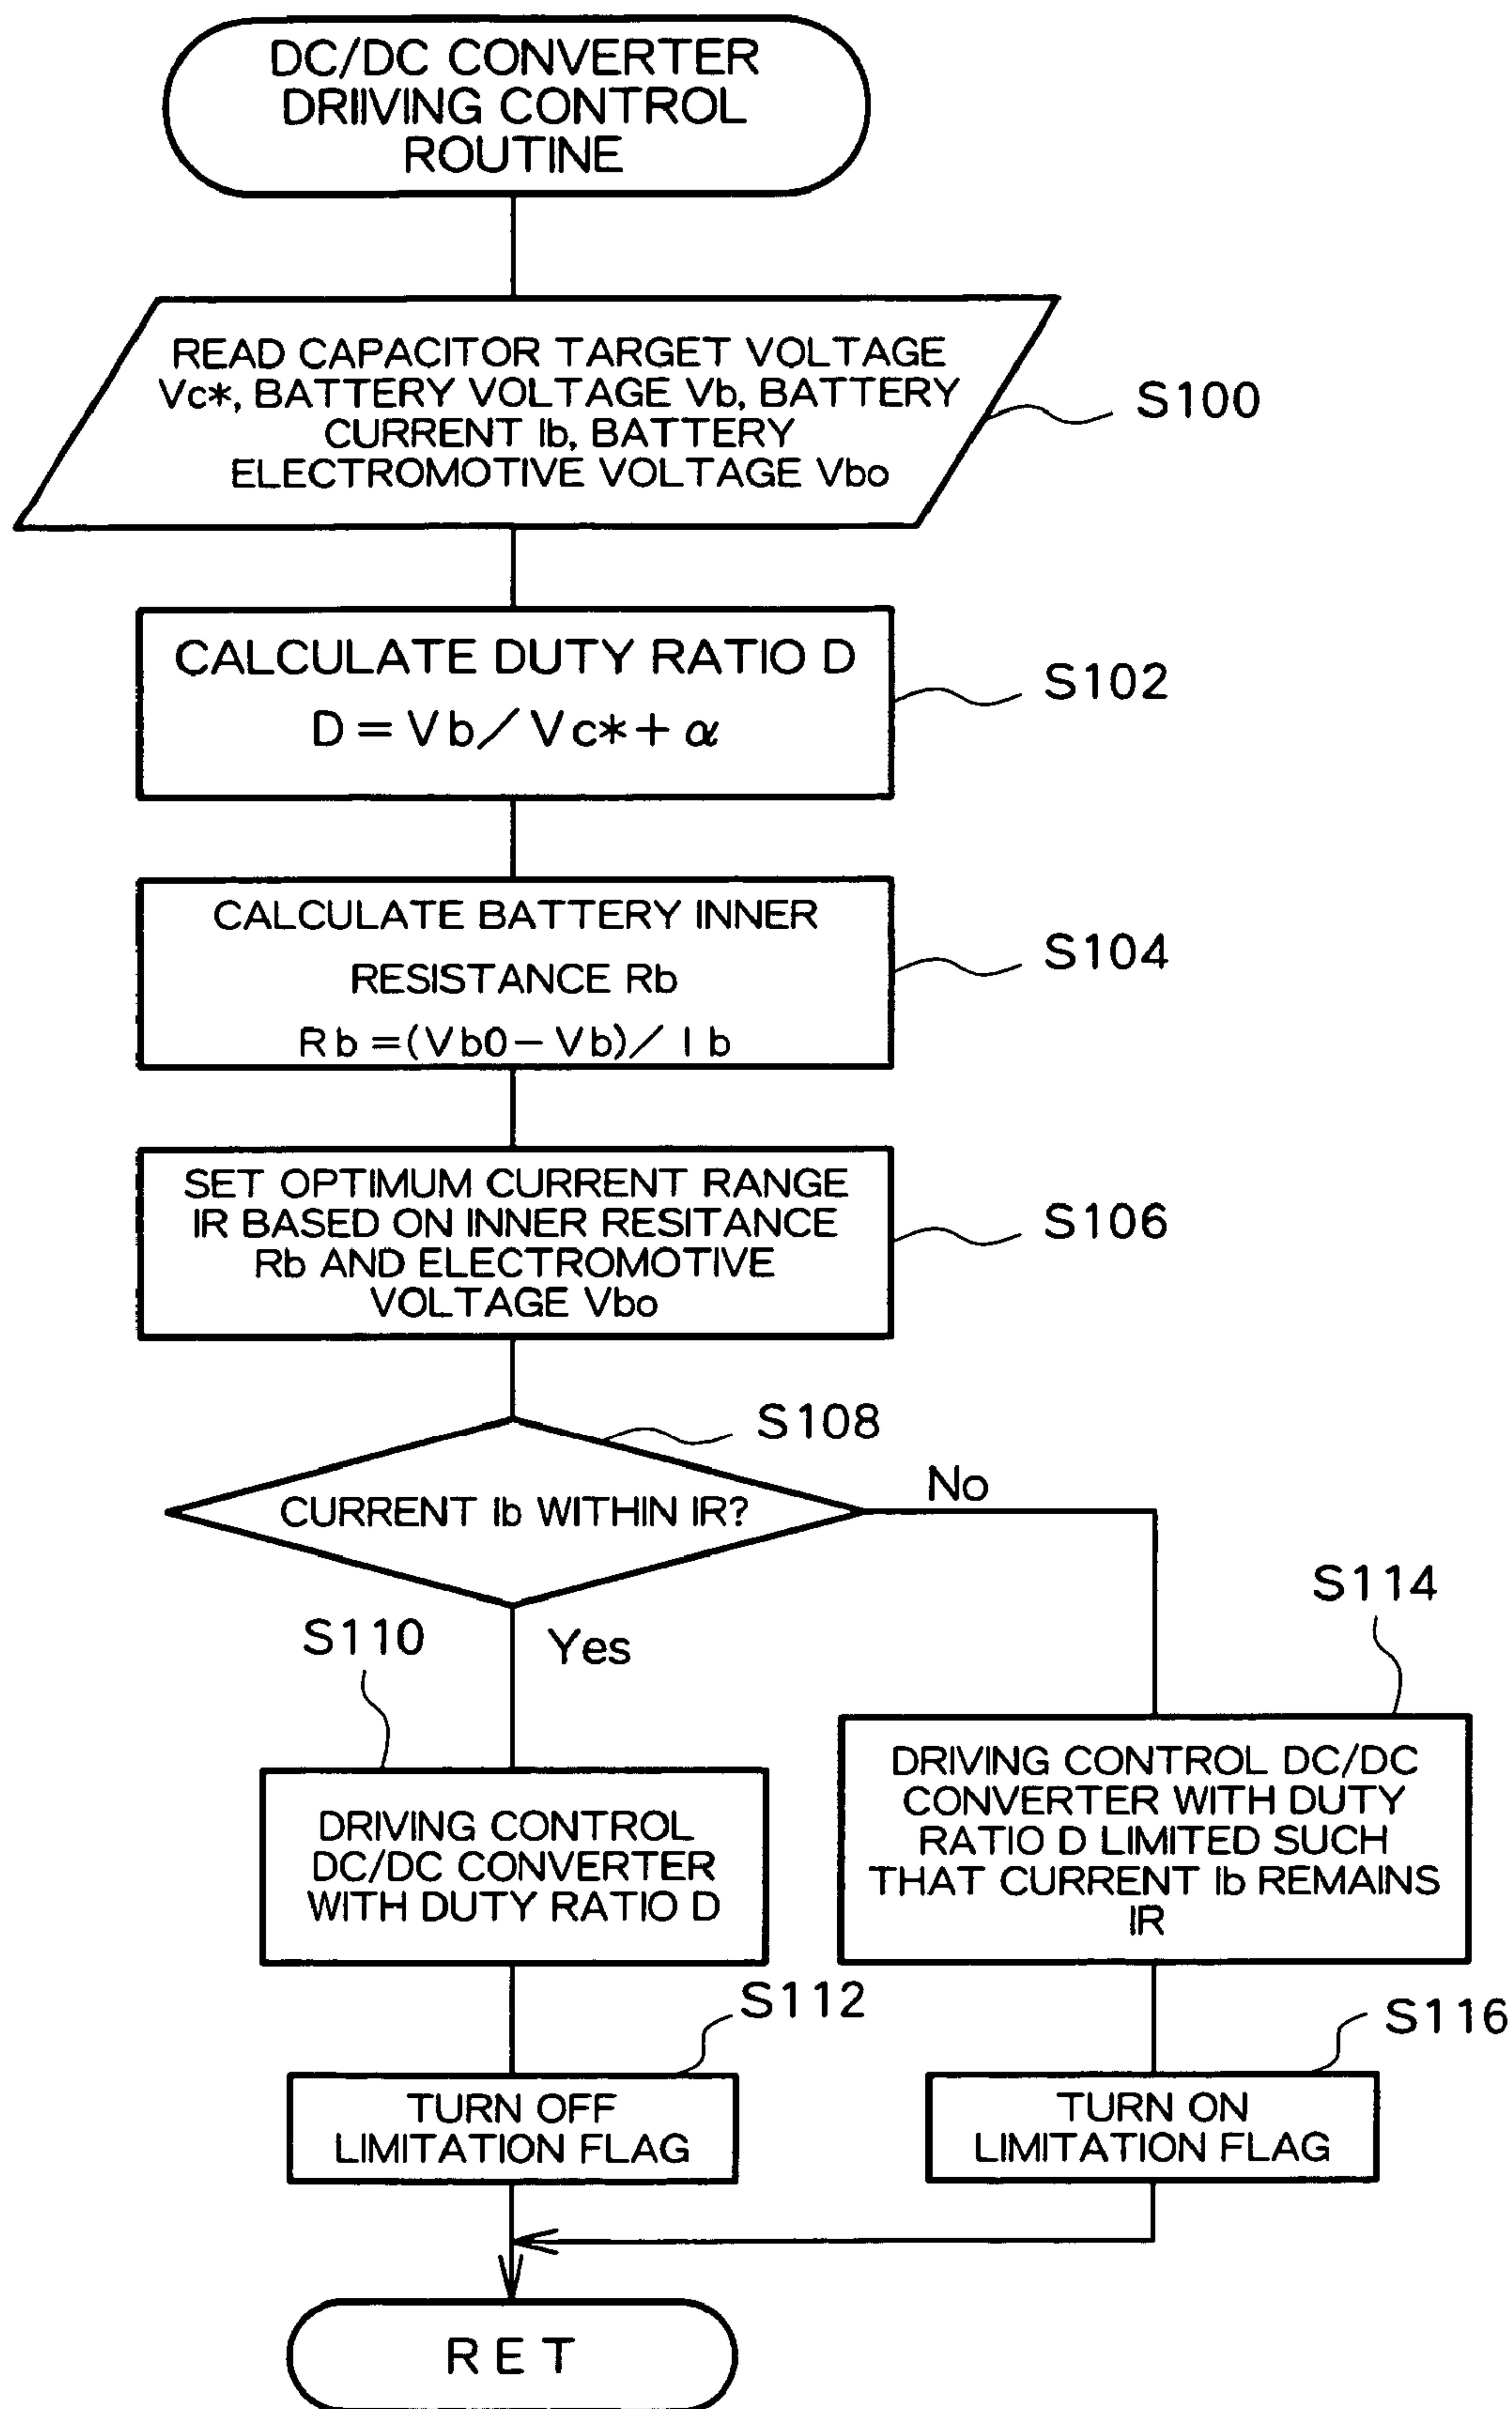 DC/DC CONVERTER
DRIIVING CONTROL
ROUTINE
READ CAPACITOR TARGET VOLTAGE
Vc*, BATTERY VOLTAGE Vb, BATTERY
CURRENT Ib, BATTERY
ELECTROMOTIVE VOLTAGE Vbo
S100
CALCULATE DUTY RATIO D
D = Vb／Vc*＋α
S102
CALCULATE BATTERY INNER
RESISTANCE Rb
Rb =(Vb0－Vb)／Ib
S104
SET OPTIMUM CURRENT RANGE
IR BASED ON INNER RESITANCE
Rb AND ELECTROMOTIVE
VOLTAGE Vbo
S106
S108
CURRENT Ib WITHIN IR?
No
Yes
S110
DRIVING CONTROL
DC/DC CONVERTER
WITH DUTY RATIO D
S114
DRIVING CONTROL DC/DC
CONVERTER WITH DUTY
RATIO D LIMITED SUCH
THAT CURRENT Ib REMAINS
IR
S112
TURN OFF
LIMITATION FLAG
S116
TURN ON
LIMITATION FLAG
RET